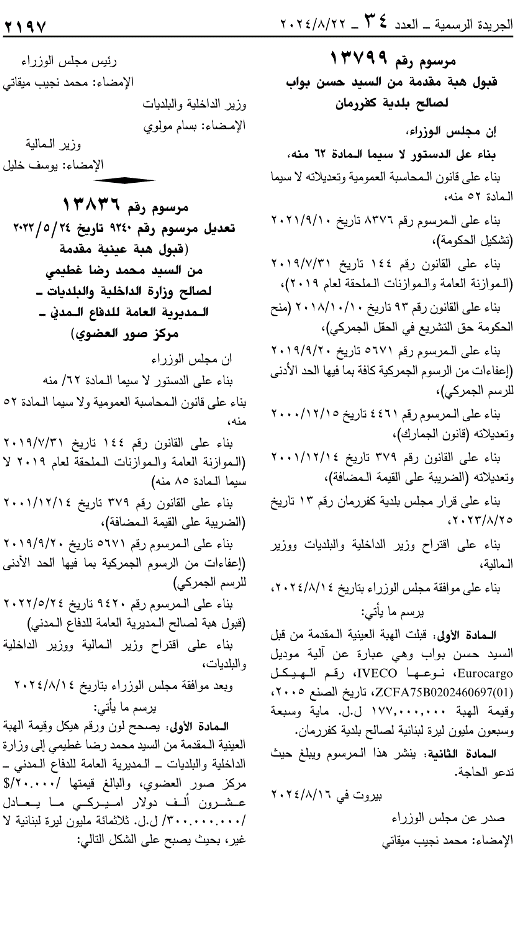 الجريدة الرسمية ــ العدد ٣٤ ــ ٢٠٢٤/٨/٢٢
٢١٩٧
مرسوم رقم ١٣٧٩٩
قبول هبة مقدمة من السيد حسن بواب
لصالح بلدية كفررمان
إن مجلس الوزراء،
بناء على الدستور لا سيما المادة ٦٢ منه،
بناء على قانون المحاسبة العمومية وتعديلاته لا سيما
المادة ٥٢ منه،
بناء على المرسوم رقم ٨٣٧٦ تاريخ ٢٠٢١/٩/١٠
(تشكيل الحكومة)،
بناء على القانون رقم ١٤٤ تاريخ ٢٠١٩/٧/٣١
(الموازنة العامة والموازنات الملحقة لعام ٢٠١٩)،
بناء على القانون رقم ٩٣ تاريخ ٢٠١٨/١٠/١٠ (منح
الحكومة حق التشريع في الحقل الجمركي)،
بناء على المرسوم رقم ٥٦٧١ تاريخ ٢٠١٩/٩/٢٠
(إعفاءات من الرسوم الجمركية كافة بما فيها الحد الأدنى
للرسم الجمركي)،
بناء على المرسوم رقم ٤٤٦١ تاريخ ٢٠٠٠/١٢/١٥
وتعديلاته (قانون الجمارك)،
بناء على القانون رقم ٣٧٩ تاريخ ٢٠٠١/١٢/١٤
وتعديلاته (الضريبة على القيمة المضافة)،
بناء على قرار مجلس بلدية كفررمان رقم ١٣ تاريخ
٢٠٢٣/٨/٢٥،
بناء على اقتراح وزير الداخلية والبلديات ووزير
المالية،
بناء على موافقة مجلس الوزراء بتاريخ ٢٠٢٤/٨/١٤،
يرسم ما يأتي:
المادة الأولى: قبلت الهبة العينية المقدمة من قبل
السيد حسن بواب وهي عبارة عن آلية موديل
Eurocargo، نوعها IVECO، رقم الهيكل
ZCFA75B0202460697(01)، تاريخ الصنع ٢٠٠٥،
وقيمة الهبة ١٧٧,٠٠٠,٠٠٠ ل.ل. ماية وسبعة
وسبعون مليون ليرة لبنانية لصالح بلدية كفررمان.
المادة الثانية: ينشر هذا المرسوم ويبلغ حيث
تدعو الحاجة.
بيروت في ٢٠٢٤/٨/١٦
صدر عن مجلس الوزراء
الإمضاء: محمد نجيب ميقاتي
رئيس مجلس الوزراء
الإمضاء: محمد نجيب ميقاتي
وزير الداخلية والبلديات
الإمضاء: بسام مولوي
وزير المالية
الإمضاء: يوسف خليل
مرسوم رقم ١٣٨٣٦
تعديل مرسوم رقم ٩٢٤٠ تاريخ ٢٠٢٢/٥/٢٤
(قبول هبة عينية مقدمة
من السيد محمد رضا غطيمي
لصالح وزارة الداخلية والبلديات ــ
المديرية العامة للدفاع المدني ــ
مركز صور العضوي)
ان مجلس الوزراء
بناء على الدستور لا سيما المادة ٦٢/ منه
بناء على قانون المحاسبة العمومية ولا سيما المادة ٥٢
منه،
بناء على القانون رقم ١٤٤ تاريخ ٢٠١٩/٧/٣١
(الموازنة العامة والموازنات الملحقة لعام ٢٠١٩ لا
سيما المادة ٨٥ منه)
بناء على القانون رقم ٣٧٩ تاريخ ٢٠٠١/١٢/١٤
(الضريبة على القيمة المضافة)،
بناء على المرسوم رقم ٥٦٧١ تاريخ ٢٠١٩/٩/٢٠
(إعفاءات من الرسوم الجمركية بما فيها الحد الأدنى
للرسم الجمركي)
بناء على المرسوم رقم ٩٤٢٠ تاريخ ٢٠٢٢/٥/٢٤
(قبول هبة لصالح المديرية العامة للدفاع المدني)
بناء على اقتراح وزير المالية ووزير الداخلية
والبلديات،
وبعد موافقة مجلس الوزراء بتاريخ ٢٠٢٤/٨/١٤
يرسم ما يأتي:
المادة الأولى: يصحح لون ورقم هيكل وقيمة الهبة
العينية المقدمة من السيد محمد رضا غطيمي إلى وزارة
الداخلية والبلديات ــ المديرية العامة للدفاع المدني ــ
مركز صور العضوي، والبالغ قيمتها /٢٠.٠٠٠/$
عشرون ألف دولار اميركي ما يعادل
/٣٠٠.٠٠٠.٠٠٠/ ل.ل. ثلاثمائة مليون ليرة لبنانية لا
غير، بحيث يصبح على الشكل التالي: